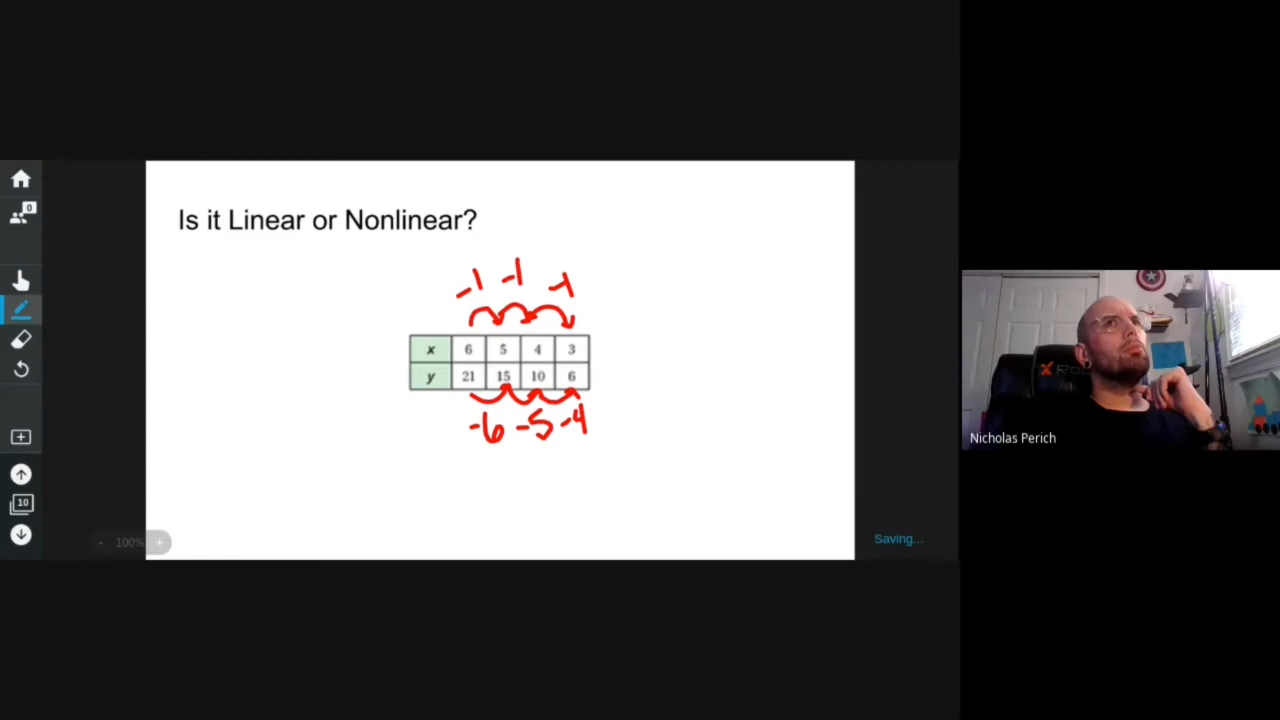 0
Is it Linear or Nonlinear?
-1 -1 -1
x 6 5 4 3
y 21 15 10 6
-6 -5 -4
Nicholas Perich
10
- 100% +
Saving...